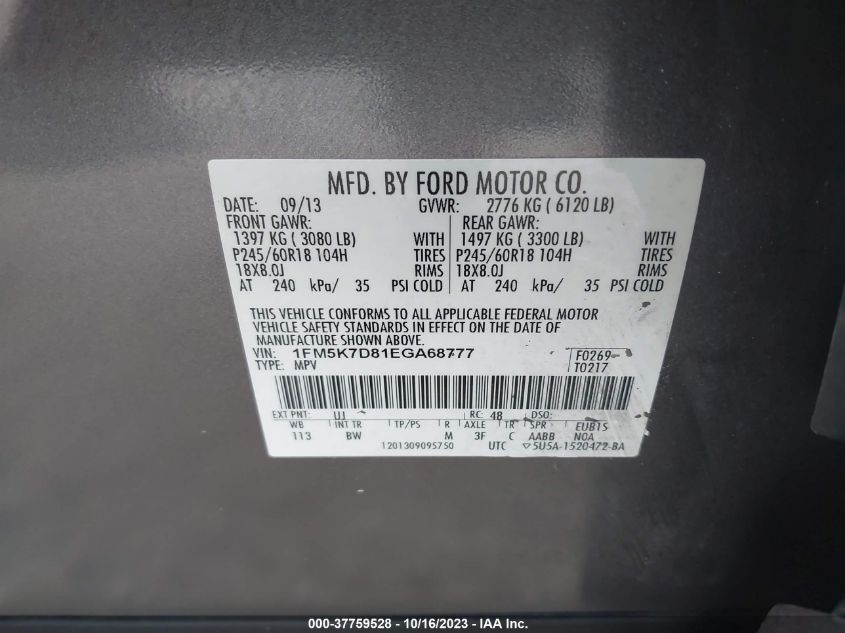 MFD. BY FORD MOTOR CO.
DATE: 09/13 GVWR: 2776 KG ( 6120 LB)
FRONT GAWR: REAR GAWR:
1397 KG ( 3080 LB) WITH 1497 KG ( 3300 LB) WITH
P245/60R18 104H TIRES P245/60R18 104H TIRES
18X8.0J RIMS 18X8.0J RIMS
AT 240 kPa/ 35 PSI COLD AT 240 kPa/ 35 PSI COLD
THIS VEHICLE CONFORMS TO ALL APPLICABLE FEDERAL MOTOR
VEHICLE SAFETY STANDARDS IN EFFECT ON THE DATE OF
MANUFACTURE SHOWN ABOVE.
VIN: 1FM5K7D81EGA68777 F0269
TYPE: MPV T0217
EXT PNT: UJ RC: 48 DSO:
WB INT TR TP/PS R AXLE TR SPR EUB15
113 BW M 3F C AABB NOA
1201309095750 UTC ▽5U5A-1520472-BA
000-37759528 - 10/16/2023 - IAA Inc.